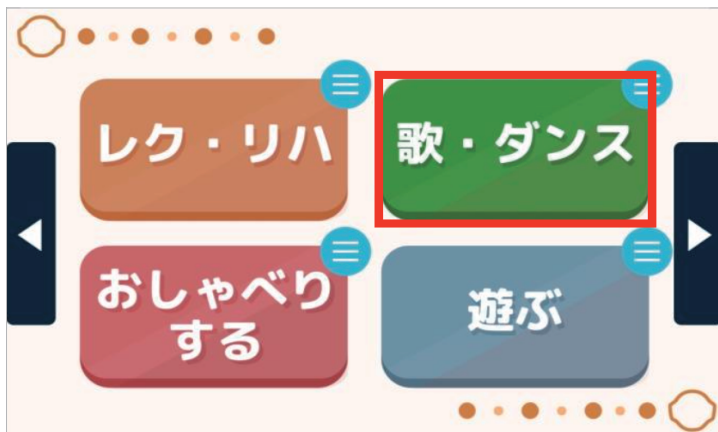 レク・リハ
歌・ダンス
おしゃべり
する
遊ぶ